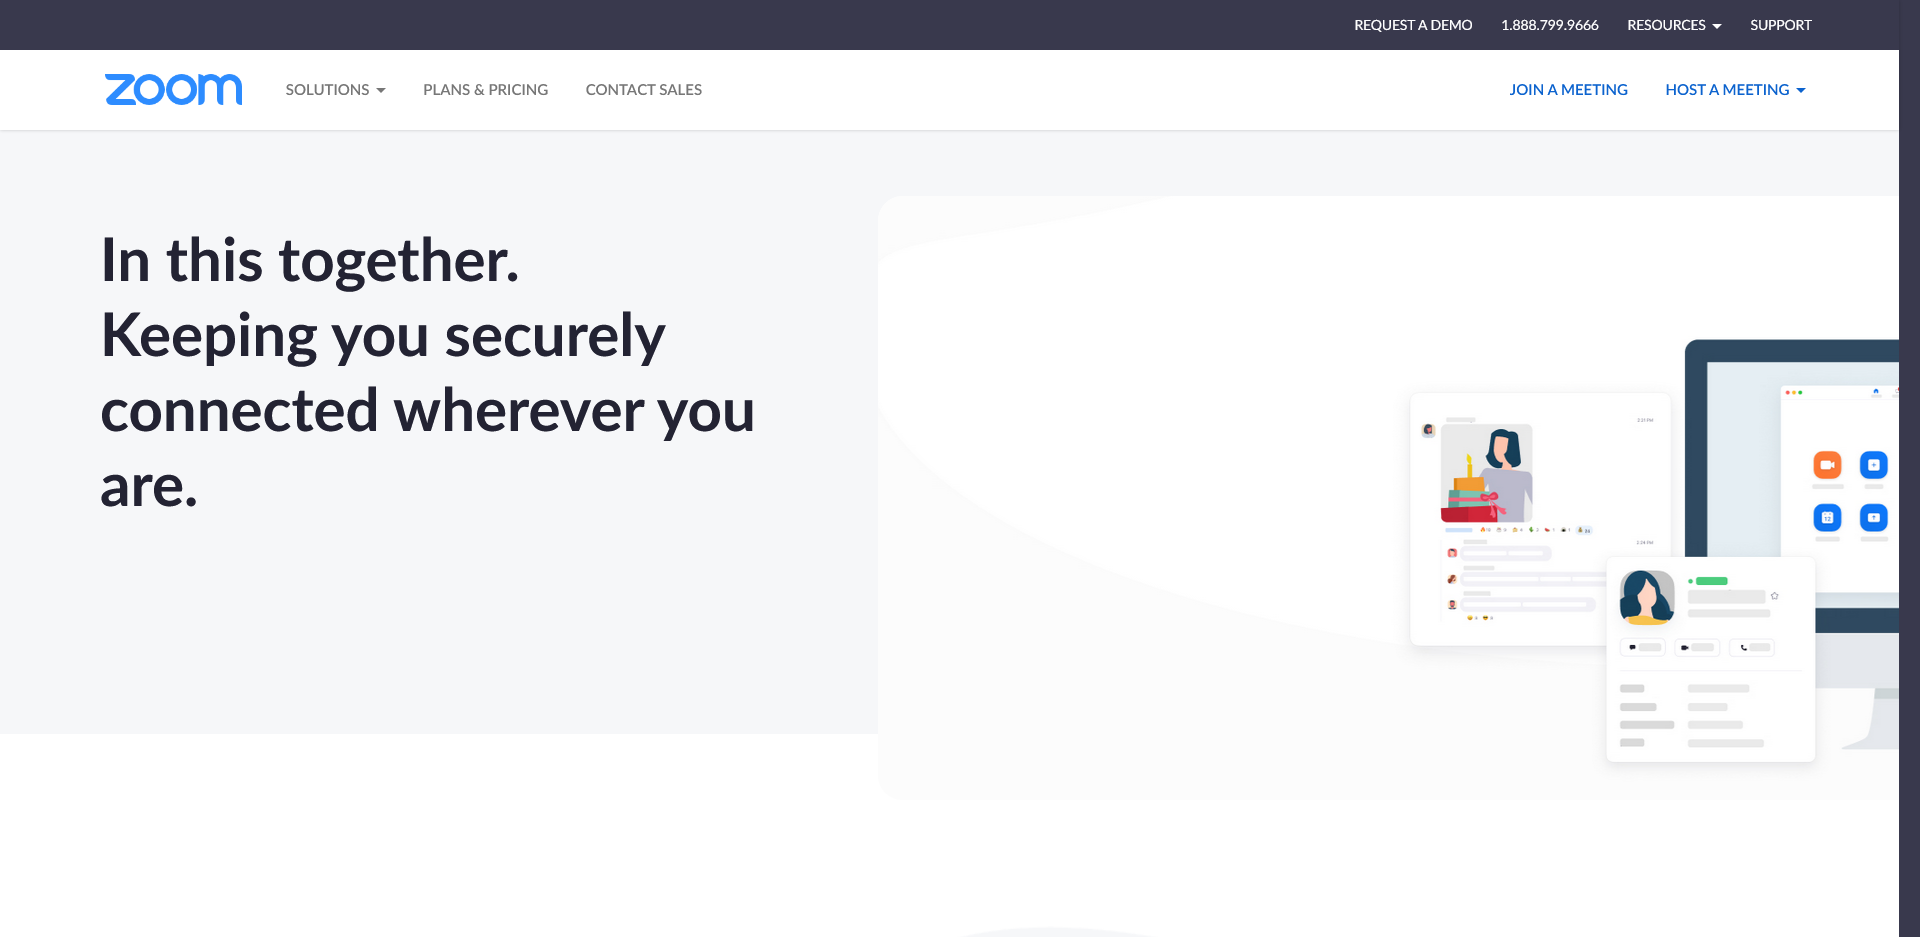 REQUEST A DEMO 1.888.799.9666 RESOURCES SUPPORT
zoom SOLUTIONS PLANS & PRICING CONTACT SALES JOIN A MEETING HOST A MEETING
In this together.
Keeping you securely
connected wherever you
are.